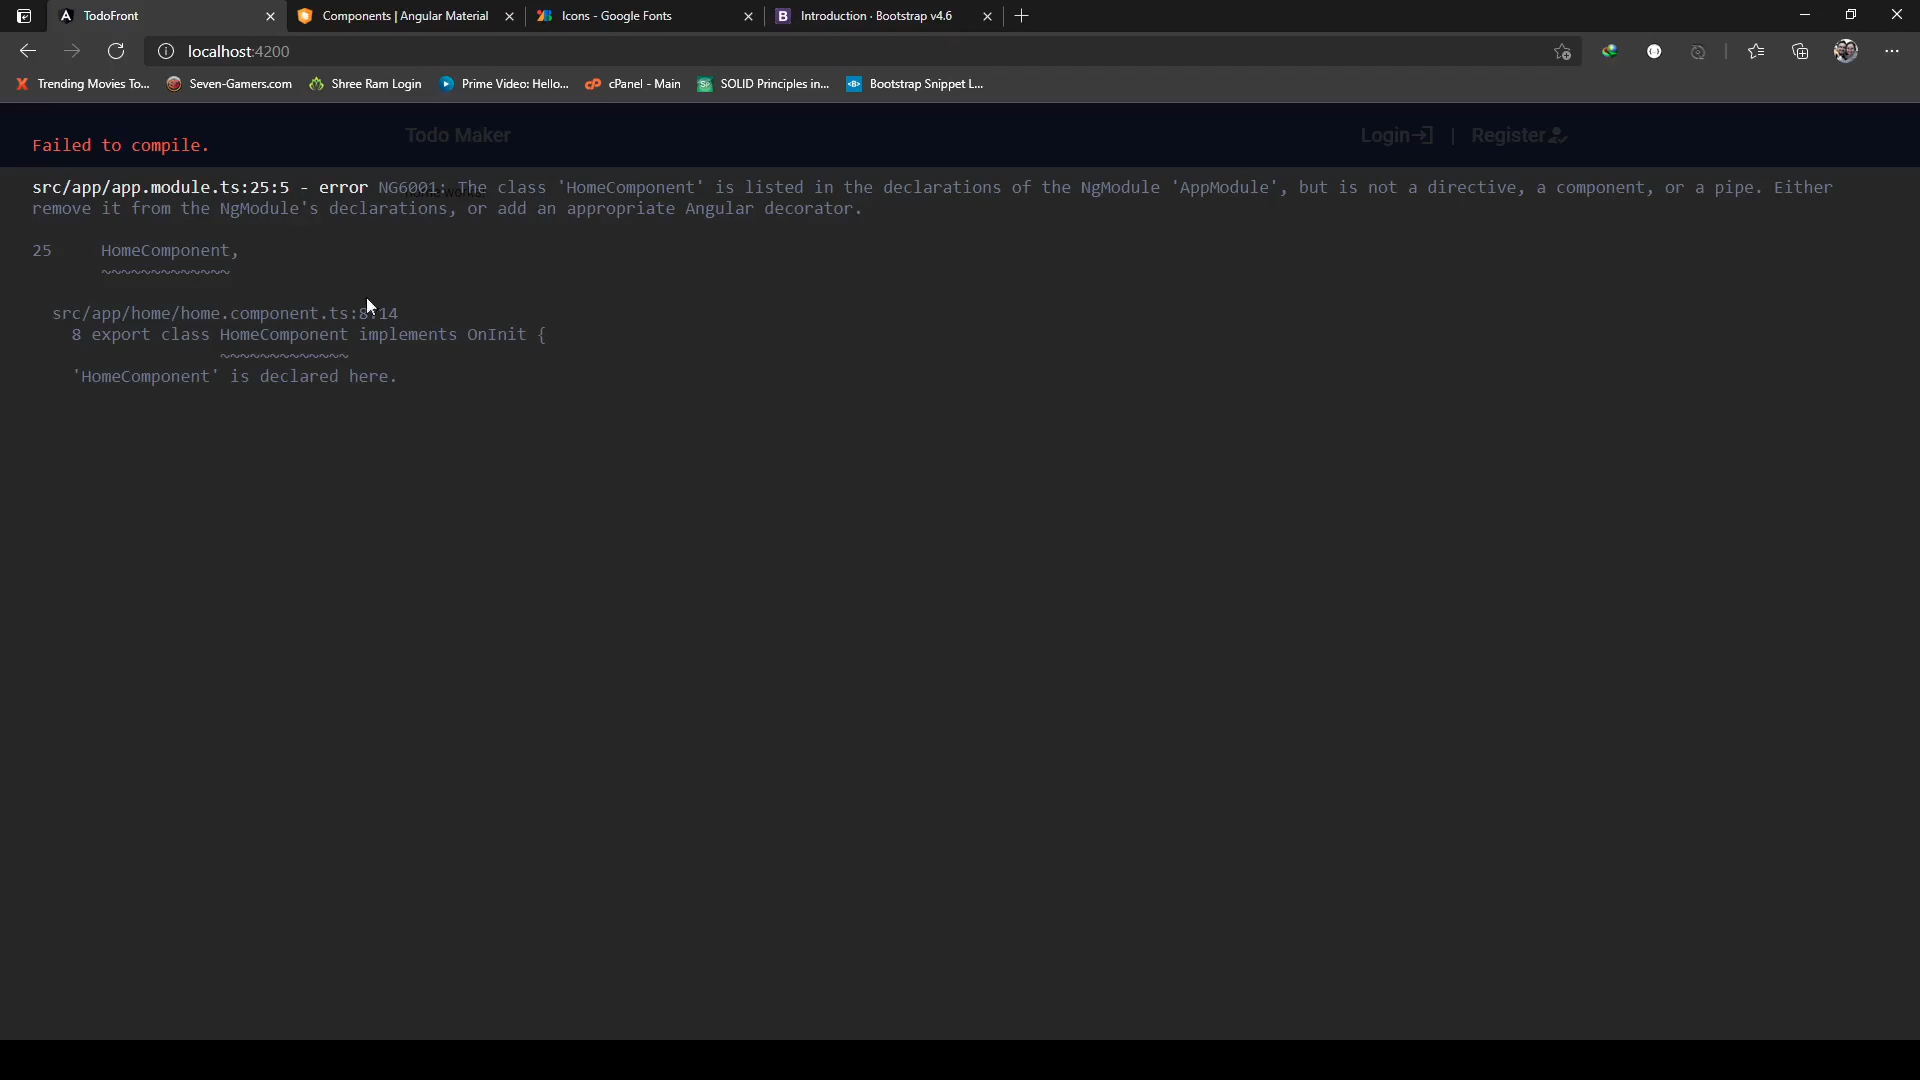 TodoFront
Components | Angular Material
Icons - Google Fonts
Introduction · Bootstrap v4.6
localhost:4200
Trending Movies To...
Seven-Gamers.com
Shree Ram Login
Prime Video: Hello...
cPanel - Main
SOLID Principles in...
Bootstrap Snippet L...
Todo Maker
Login
|
Register
Failed to compile.
src/app/app.module.ts:25:5 - error NG6001: The class 'HomeComponent' is listed in the declarations of the NgModule 'AppModule', but is not a directive, a component, or a pipe. Either
remove it from the NgModule's declarations, or add an appropriate Angular decorator.
25 HomeComponent,
~~~~~~~~~~~~~
src/app/home/home.component.ts:8:14
8 export class HomeComponent implements OnInit {
~~~~~~~~~~~~~
'HomeComponent' is declared here.